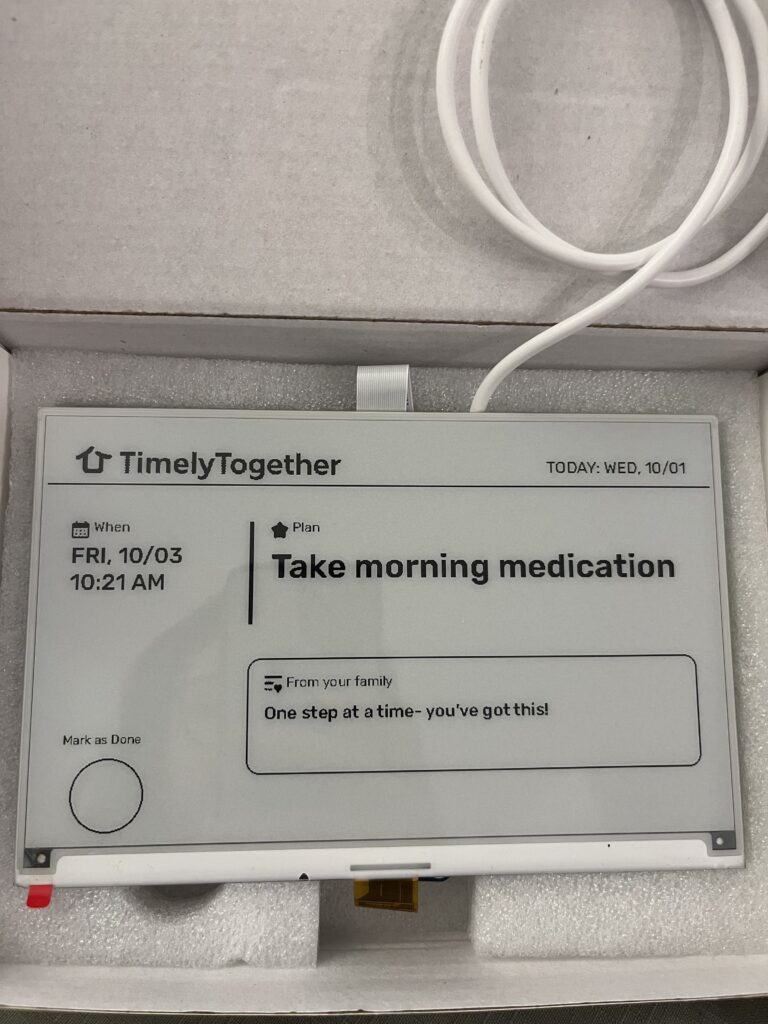 TimelyTogether
TODAY: WED, 10/01
When
FRI, 10/03
10:21 AM
Plan
Take morning medication
From your family
One step at a time- you've got this!
Mark as Done